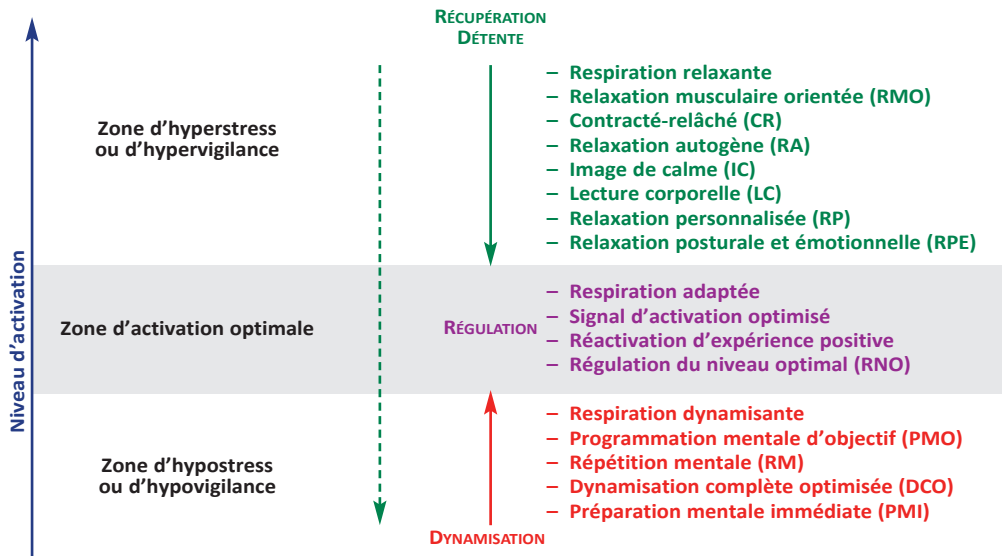 RÉCUPÉRATION
DÉTENTE
– Respiration relaxante
– Relaxation musculaire orientée (RMO)
– Contracté-relâché (CR)
– Relaxation autogène (RA)
– Image de calme (IC)
– Lecture corporelle (LC)
– Relaxation personnalisée (RP)
– Relaxation posturale et émotionnelle (RPE)
Zone d’hyperstress
ou d’hypervigilance
Niveau d’activation
Zone d’activation optimale
RÉGULATION
– Respiration adaptée
– Signal d’activation optimisé
– Réactivation d’expérience positive
– Régulation du niveau optimal (RNO)
Zone d’hypostress
ou d’hypovigilance
– Respiration dynamisante
– Programmation mentale d’objectif (PMO)
– Répétition mentale (RM)
– Dynamisation complète optimisée (DCO)
– Préparation mentale immédiate (PMI)
DYNAMISATION